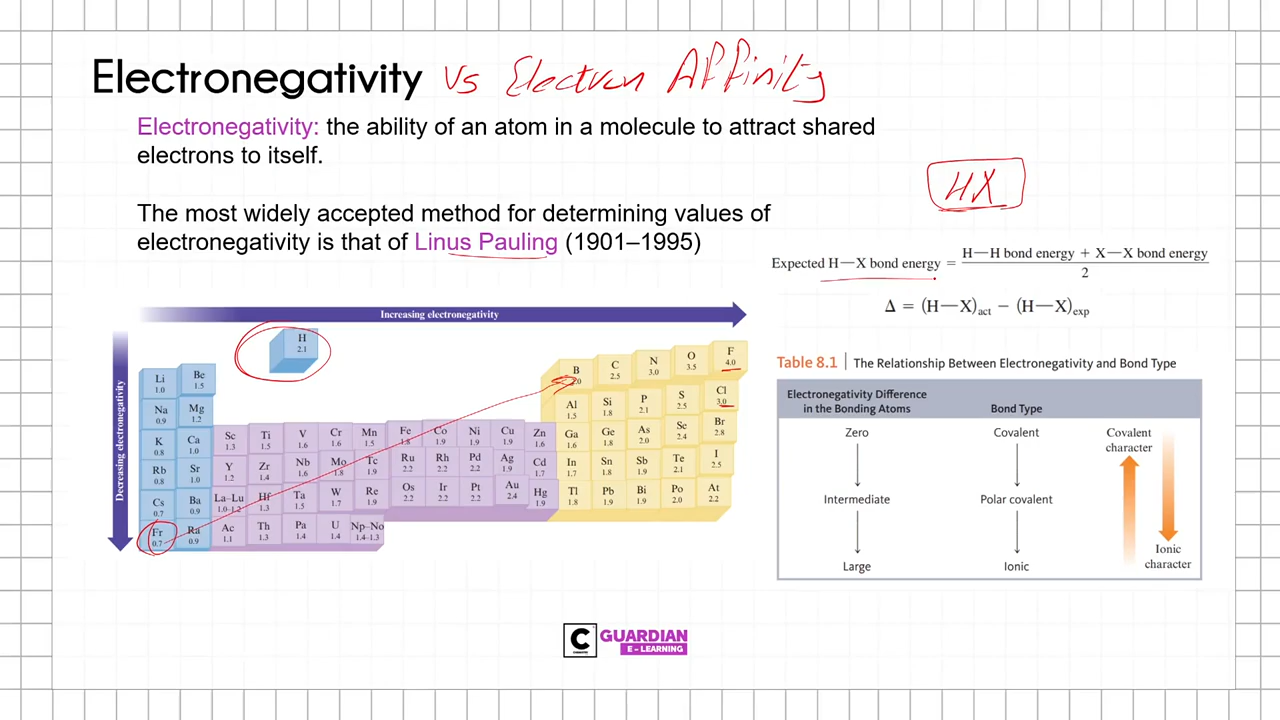 Electronegativity Vs Electron Affinity
Electronegativity: the ability of an atom in a molecule to attract shared
electrons to itself.
HX
The most widely accepted method for determining values of
electronegativity is that of Linus Pauling (1901–1995)
Expected H—X bond energy = H—H bond energy + X—X bond energy
2
Δ = (H—X)act − (H—X)exp
Increasing electronegativity
Decreasing electronegativity
H
2.1
Li
1.0
Be
1.5
B
2.0
C
2.5
N
3.0
O
3.5
F
4.0
Na
0.9
Mg
1.2
Al
1.5
Si
1.8
P
2.1
S
2.5
Cl
3.0
K
0.8
Ca
1.0
Sc
1.3
Ti
1.5
V
1.6
Cr
1.6
Mn
1.5
Fe
1.8
Co
1.9
Ni
1.9
Cu
1.9
Zn
1.6
Ga
1.6
Ge
1.8
As
2.0
Se
2.4
Br
2.8
Rb
0.8
Sr
1.0
Y
1.2
Zr
1.4
Nb
1.6
Mo
1.8
Tc
1.9
Ru
2.2
Rh
2.2
Pd
2.2
Ag
1.9
Cd
1.7
In
1.7
Sn
1.8
Sb
1.9
Te
2.1
I
2.5
Cs
0.7
Ba
0.9
La–Lu
1.0–1.2
Hf
1.3
Ta
1.5
W
1.7
Re
1.9
Os
2.2
Ir
2.2
Pt
2.2
Au
2.4
Hg
1.9
Tl
1.8
Pb
1.9
Bi
1.9
Po
2.0
At
2.2
Fr
0.7
Ra
0.9
Ac
1.1
Th
1.3
Pa
1.4
U
1.4
Np–No
1.4–1.3
Table 8.1 | The Relationship Between Electronegativity and Bond Type
Electronegativity Difference
in the Bonding Atoms
Bond Type
Zero
Covalent
Covalent
character
Intermediate
Polar covalent
Large
Ionic
Ionic
character
C
CHEMISTRY
GUARDIAN
E - LEARNING